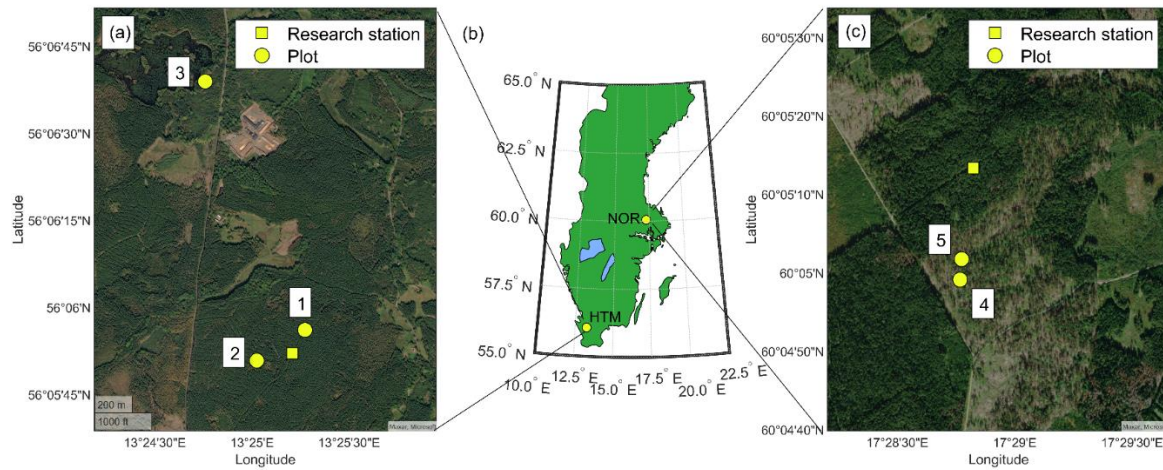 (a)
Research station
Plot
3
1
2
56°06'45"N
56°06'30"N
56°06'15"N
56°06'N
56°05'45"N
Latitude
200 m
1000 ft
13°24'30"E
13°25'E
13°25'30"E
Longitude
(b)
65.0° N
62.5° N
60.0° N
57.5° N
55.0° N
10.0° E
12.5° E
15.0° E
17.5° E
20.0° E
22.5° E
NOR
HTM
(c)
Research station
Plot
5
4
60°05'30"N
60°05'20"N
60°05'10"N
60°05'N
60°04'50"N
60°04'40"N
Latitude
17°28'30"E
17°29'E
17°29'30"E
Longitude